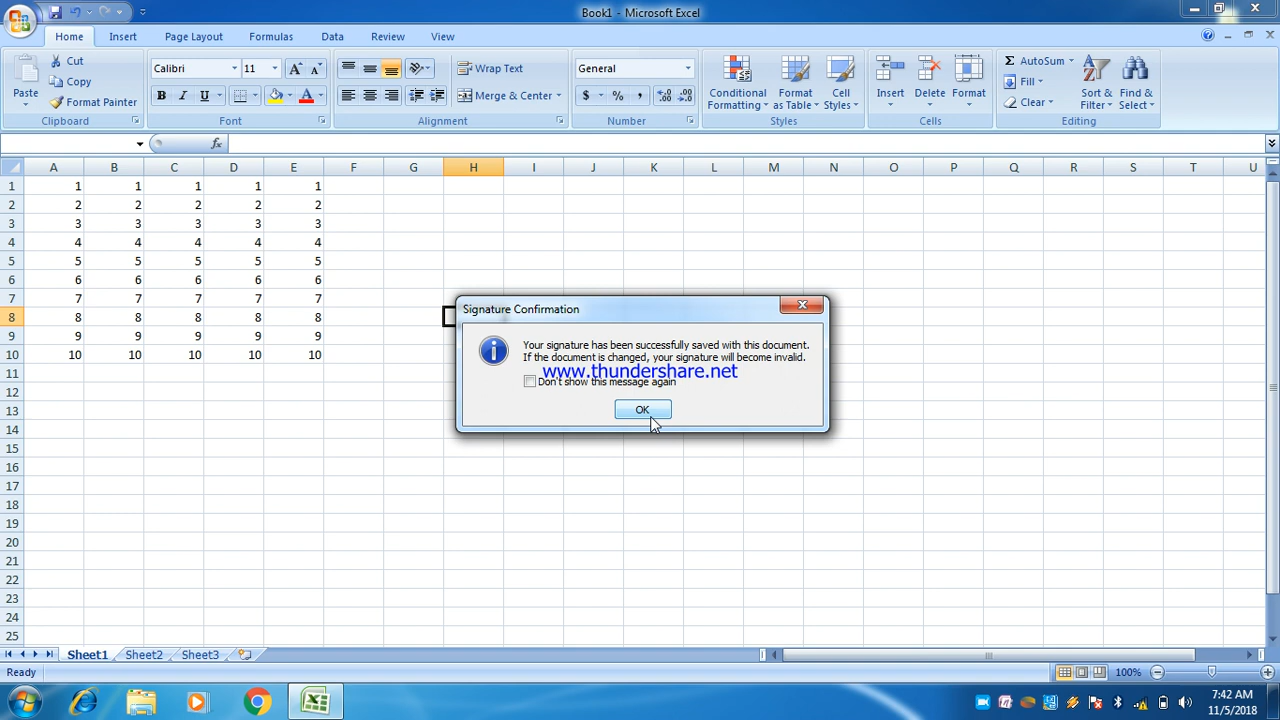 Book1 - Microsoft Excel
Home Insert Page Layout Formulas Data Review View
Paste
Cut
Copy
Format Painter
Clipboard
Calibri 11
B I U A
Font
Wrap Text
Merge & Center
Alignment
General
$ % ,
Number
Conditional Formatting
Format as Table
Cell Styles
Styles
Insert Delete Format
Cells
Σ AutoSum
Fill
Clear
Sort & Filter
Find & Select
Editing
fx
A B C D E F G H I J K L M N O P Q R S T U
1 1 1 1 1 1
2 2 2 2 2 2
3 3 3 3 3 3
4 4 4 4 4 4
5 5 5 5 5 5
6 6 6 6 6 6
7 7 7 7 7 7
8 8 8 8 8 8
9 9 9 9 9 9
10 10 10 10 10 10
11
12
13
14
15
16
17
18
19
20
21
22
23
24
25
Signature Confirmation
Your signature has been successfully saved with this document.
If the document is changed, your signature will become invalid.
www.thundershare.net
Don't show this message again
OK
Sheet1 Sheet2 Sheet3
Ready
100%
7:42 AM
11/5/2018